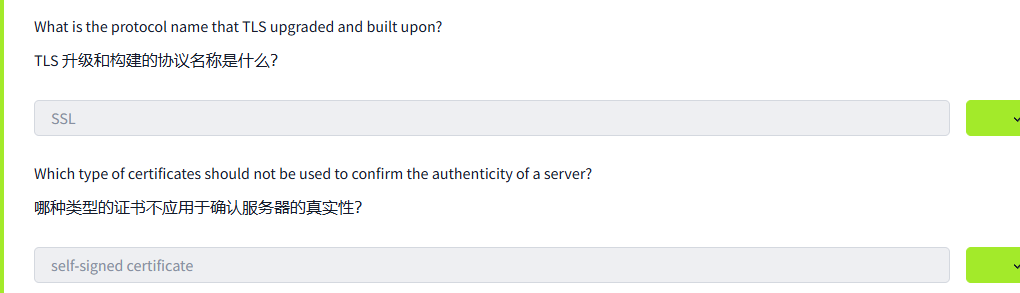 What is the protocol name that TLS upgraded and built upon?
TLS 升级和构建的协议名称是什么？
SSL
Which type of certificates should not be used to confirm the authenticity of a server?
哪种类型的证书不应用于确认服务器的真实性？
self-signed certificate